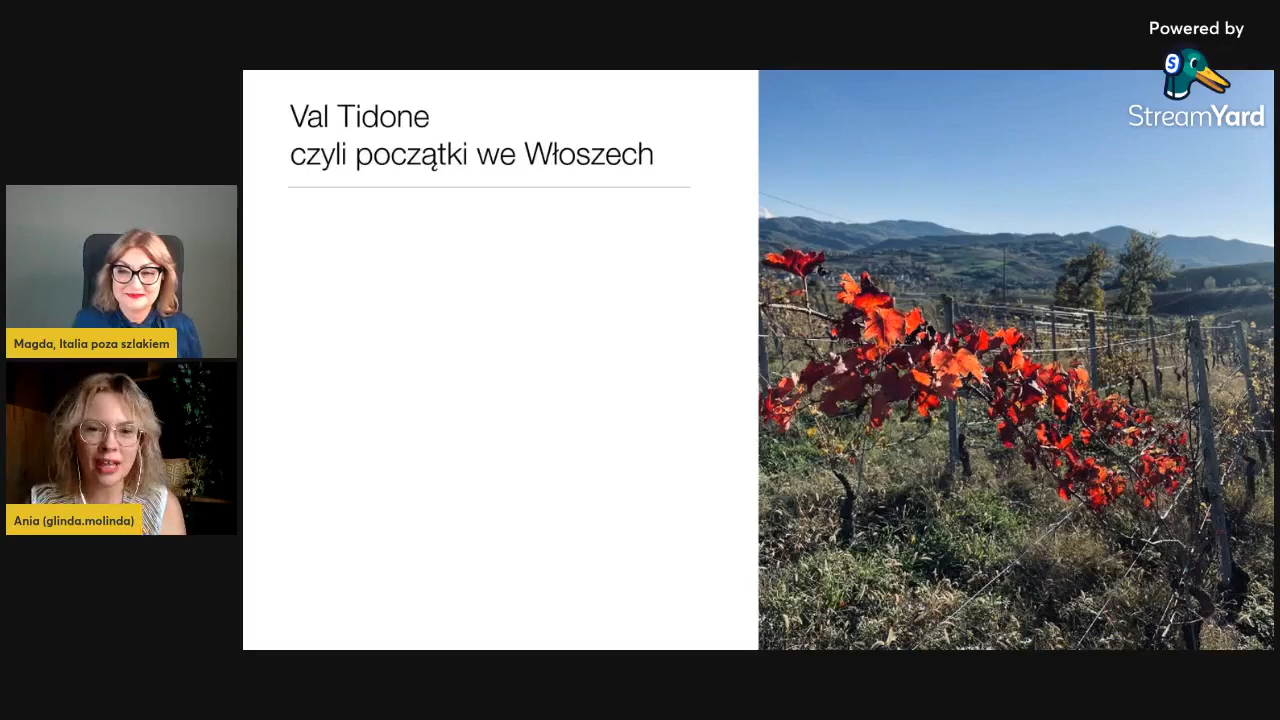 Powered by
S
StreamYard
Val Tidone
czyli początki we Włoszech
Magda, Italia poza szlakiem
Ania (glinda.molinda)